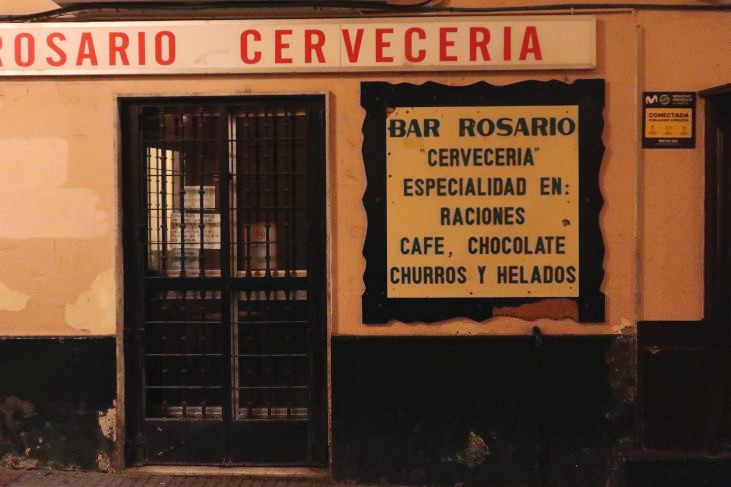 ROSARIO CERVECERIA
BAR ROSARIO
"CERVECERIA"
ESPECIALIDAD EN:
RACIONES
CAFE, CHOCOLATE
CHURROS Y HELADOS
CONECTADA